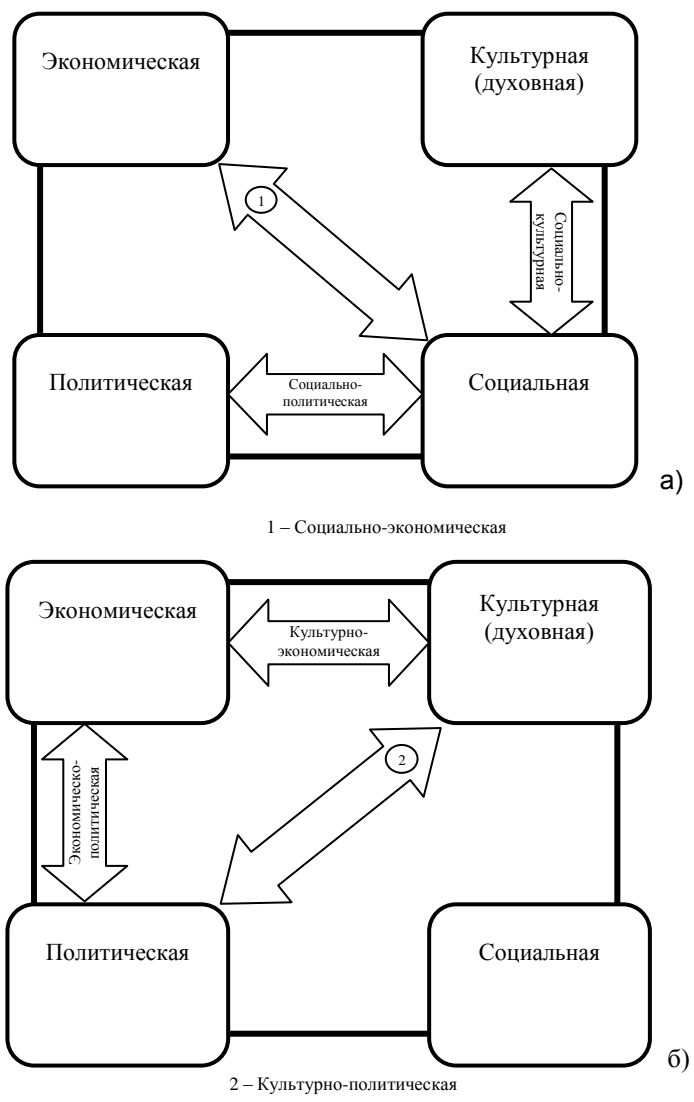 Экономическая
Культурная
(духовная)
1
Социально-
культурная
Политическая
Социально-
политическая
Социальная
а)
1 – Социально-экономическая
Экономическая
Культурно-
экономическая
Культурная
(духовная)
2
Экономическо-
политическая
Политическая
Социальная
б)
2 – Культурно-политическая